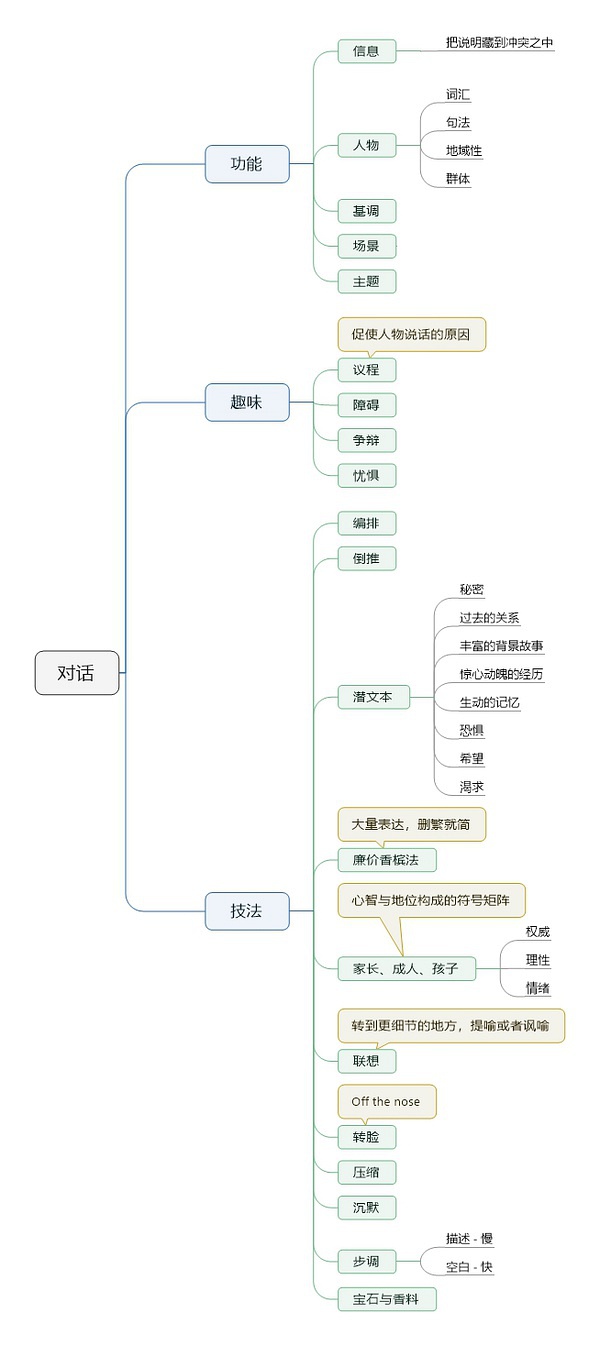 对话
功能
信息
把说明藏到冲突之中
人物
词汇
句法
地域性
群体
基调
场景
主题
趣味
促使人物说话的原因
议程
障碍
争辩
忧惧
技法
编排
倒推
潜文本
秘密
过去的关系
丰富的背景故事
惊心动魄的经历
生动的记忆
恐惧
希望
渴求
大量表达，删繁就简
廉价香槟法
心智与地位构成的符号矩阵
家长、成人、孩子
权威
理性
情绪
转到更细节的地方，提喻或者讽喻
联想
Off the nose
转脸
压缩
沉默
步调
描述 - 慢
空白 - 快
宝石与香料